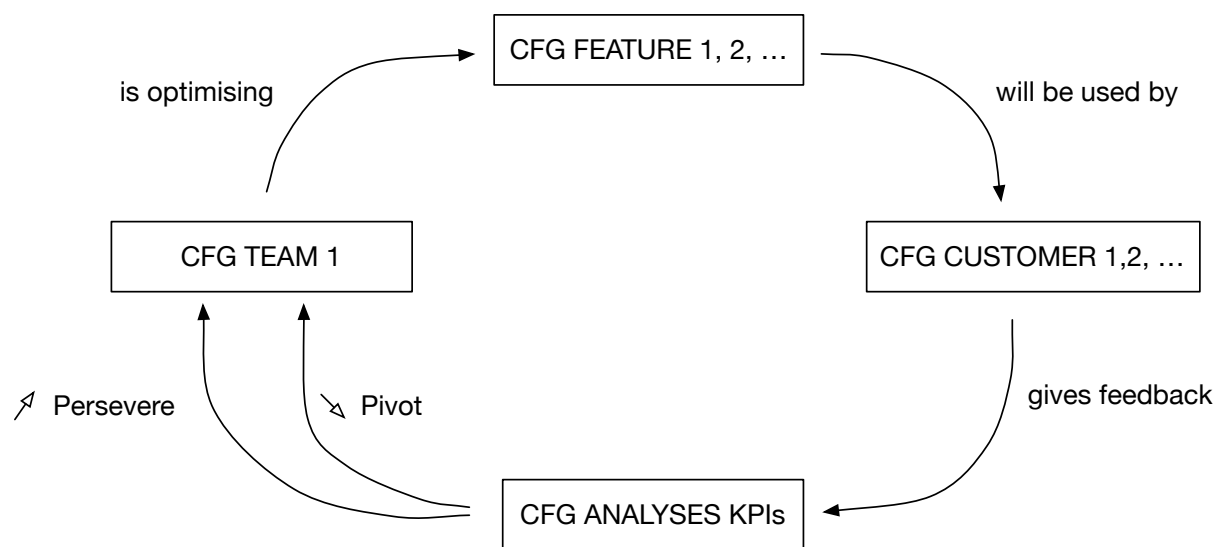 CFG FEATURE 1, 2, …
is optimising
will be used by
CFG TEAM 1
CFG CUSTOMER 1,2, …
Persevere
Pivot
gives feedback
CFG ANALYSES KPIs